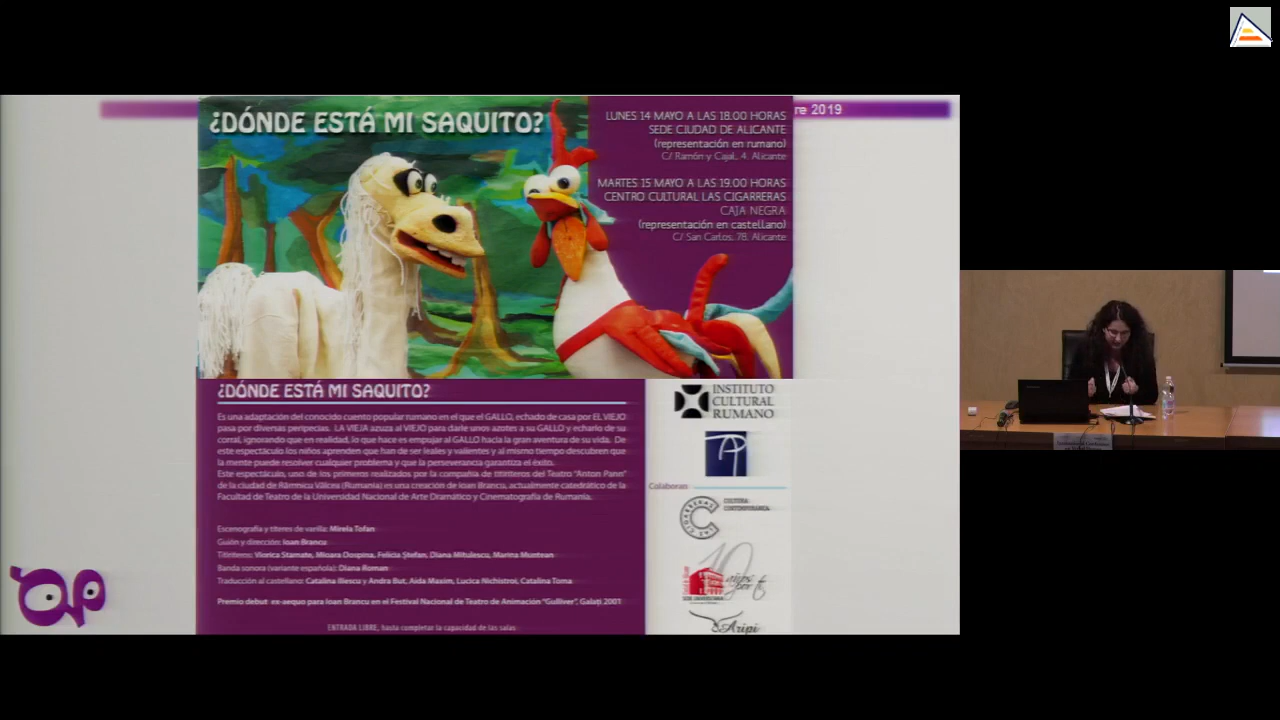 ¿DÓNDE ESTÁ MI SAQUITO?
LUNES 14 MAYO A LAS 18.00 HORAS
SEDE CIUDAD DE ALICANTE
(representación en rumano)
C/ Ramón y Cajal, 4. Alicante
MARTES 15 MAYO A LAS 19.00 HORAS
CENTRO CULTURAL LAS CIGARRERAS
CAJA NEGRA
(representación en castellano)
C/ San Carlos, 78. Alicante
re 2019
¿DÓNDE ESTÁ MI SAQUITO?
Es una adaptación del conocido cuento popular rumano en el que el GALLO, echado de casa por EL VIEJO
pasa por diversas peripecias. LA VIEJA azuza al VIEJO para darle unos azotes a su GALLO y echarlo de su
corral, ignorando que en realidad, lo que hace es empujar al GALLO hacia la gran aventura de su vida. De
este espectáculo los niños aprenden que han de ser leales y valientes y al mismo tiempo descubren que
la mente puede resolver cualquier problema y que la perseverancia garantiza el éxito.
Este espectáculo, uno de los primeros realizados por la compañía de titiriteros del Teatro "Anton Pann"
de la ciudad de Râmnicu Vâlcea (Rumanía) es una creación de Ioan Brancu, actualmente catedrático de la
Facultad de Teatro de la Universidad Nacional de Arte Dramático y Cinematografía de Rumanía.
Escenografía y títeres de varilla: Mirela Tofan
Guión y dirección: Ioan Brancu
Titiriteros: Viorica Stamate, Mioara Dospina, Felicia Ștefan, Diana Mitulescu, Marina Muntean
Banda sonora (variante española): Diana Roman
Traducción al castellano: Catalina Iliescu y Andra But, Aida Maxim, Lucica Nichistroi, Catalina Toma
Premio debut ex-aequo para Ioan Brancu en el Festival Nacional de Teatro de Animación "Gulliver", Galați 2001
ENTRADA LIBRE, hasta completar la capacidad de las salas
INSTITUTO
CULTURAL
RUMANO
Colaboran:
LAS CIGARRERAS
CULTURA
CONTEMPORÁNEA
10 años por ti
SEDE UNIVERSITARIA
Aripi